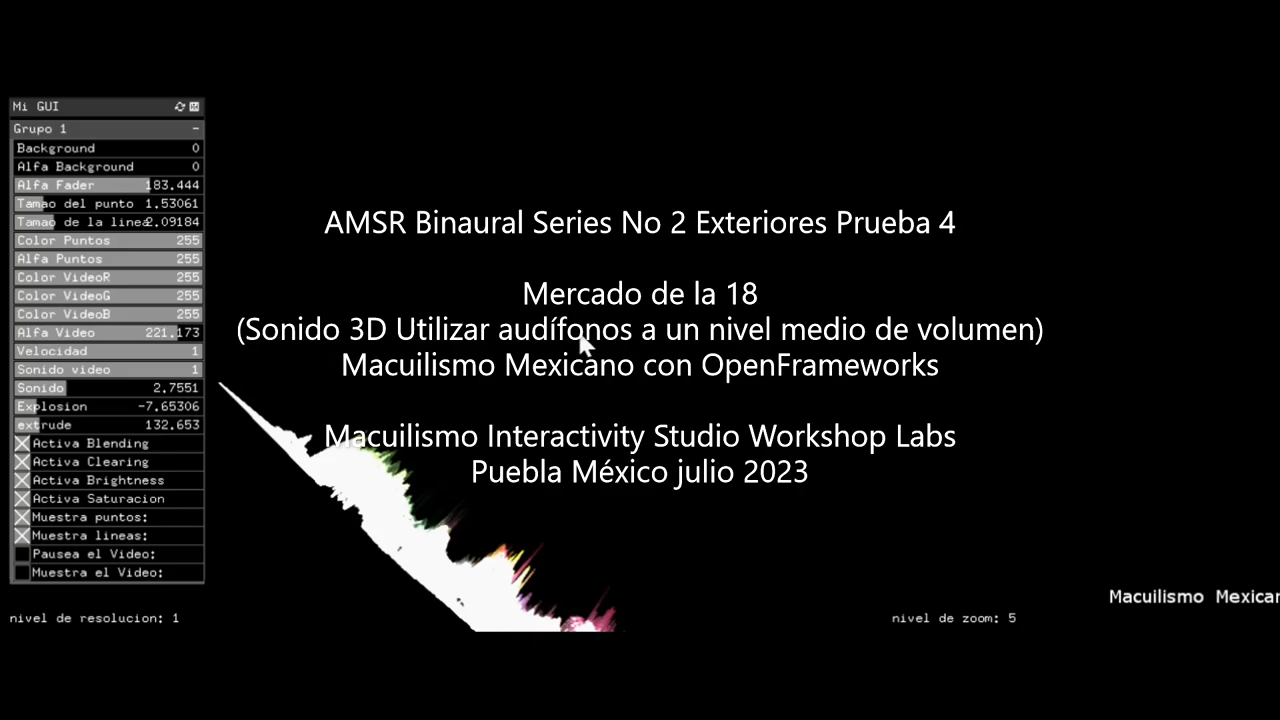 Mi GUI
Grupo 1 -
Background 0
Alfa Background 0
Alfa Fader 183.444
Tamao del punto 1.53061
Tamao de la linea 2.09184
Color Puntos 255
Alfa Puntos 255
Color VideoR 255
Color VideoG 255
Color VideoB 255
Alfa Video 221.173
Velocidad 1
Sonido video 1
Sonido 2.7551
Explosion -7.65306
extrude 132.653
Activa Blending
Activa Clearing
Activa Brightness
Activa Saturacion
Muestra puntos:
Muestra lineas:
Pausea el Video:
Muestra el Video:
nivel de resolucion: 1
AMSR Binaural Series No 2 Exteriores Prueba 4
Mercado de la 18
(Sonido 3D Utilizar audífonos a un nivel medio de volumen)
Macuilismo Mexicano con OpenFrameworks
Macuilismo Interactivity Studio Workshop Labs
Puebla México julio 2023
nivel de zoom: 5
Macuilismo Mexican